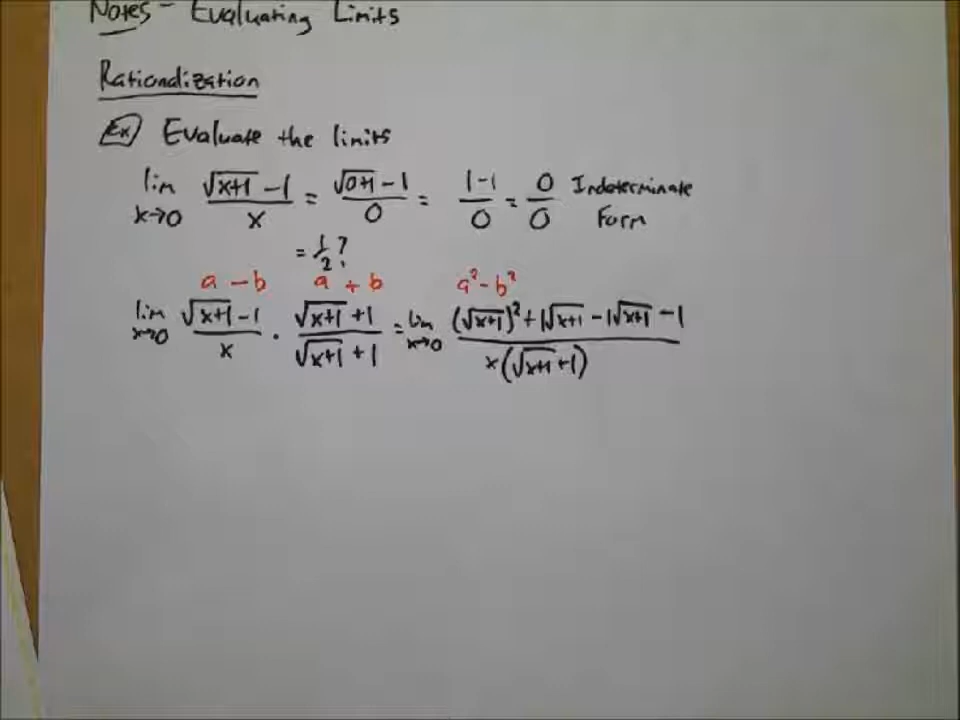 Notes - Evaluating Limits
Rationalization
Ex Evaluate the limits
lim x→0 (√(x+1) - 1)/x = (√(0+1) - 1)/0 = (1-1)/0 = 0/0 Indeterminate Form
= 1/2 ?
a - b a + b a² - b²
lim x→0 (√(x+1) - 1)/x · (√(x+1) + 1)/(√(x+1) + 1) = lim x→0 ((√(x+1))² + 1√(x+1) - 1√(x+1) - 1)/(x(√(x+1) + 1))